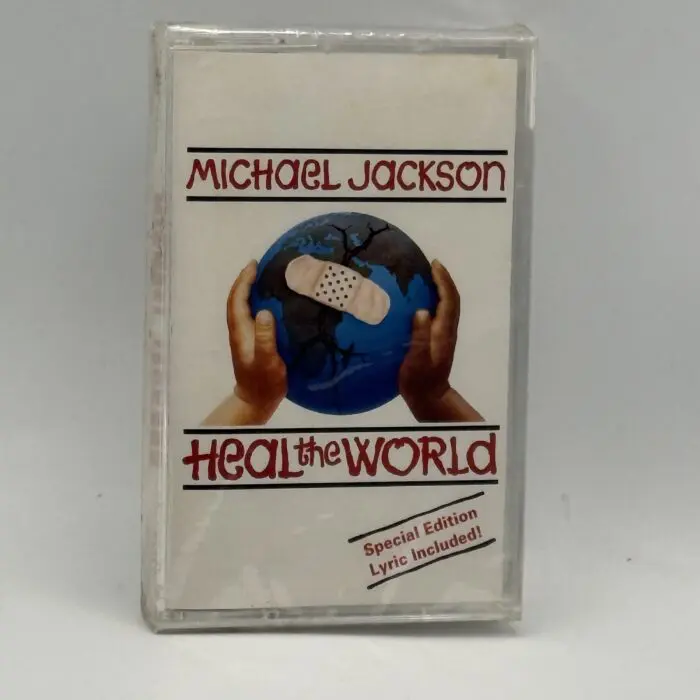 Michael Jackson
Heal the World
Special Edition
Lyric Included!